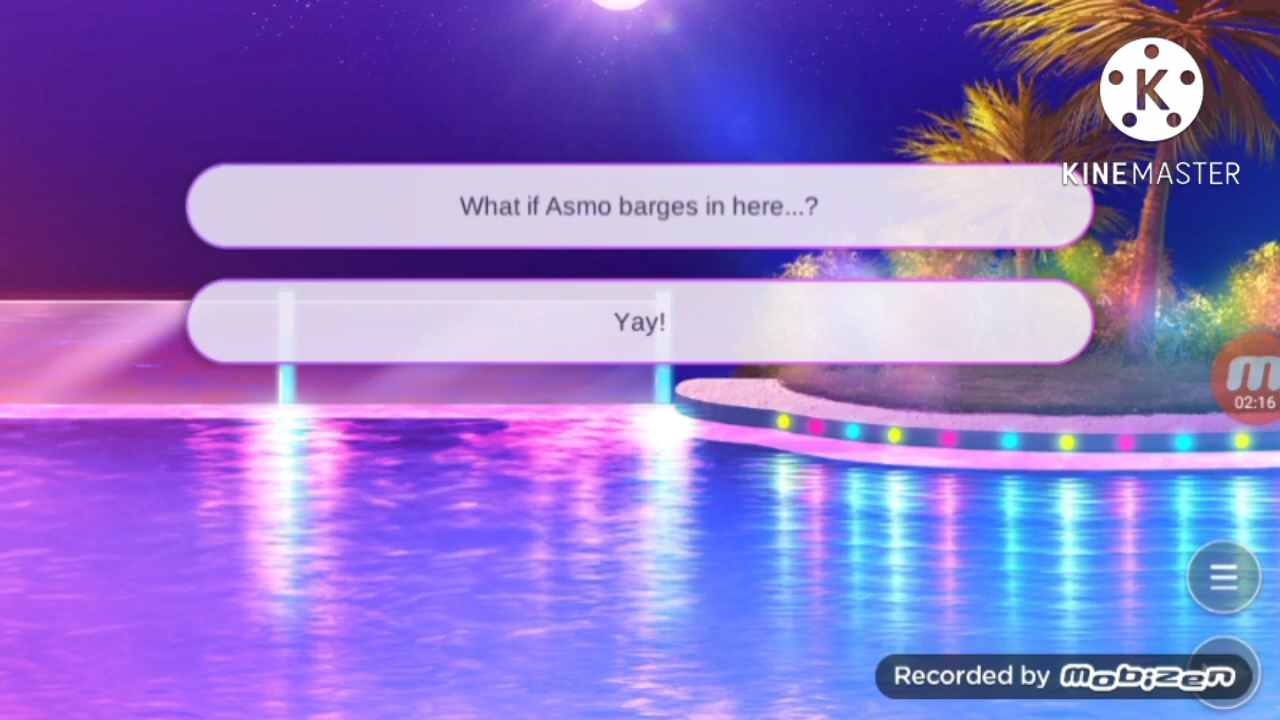 K
KINEMASTER
What if Asmo barges in here...?
Yay!
m
02:16
Recorded by mobizen